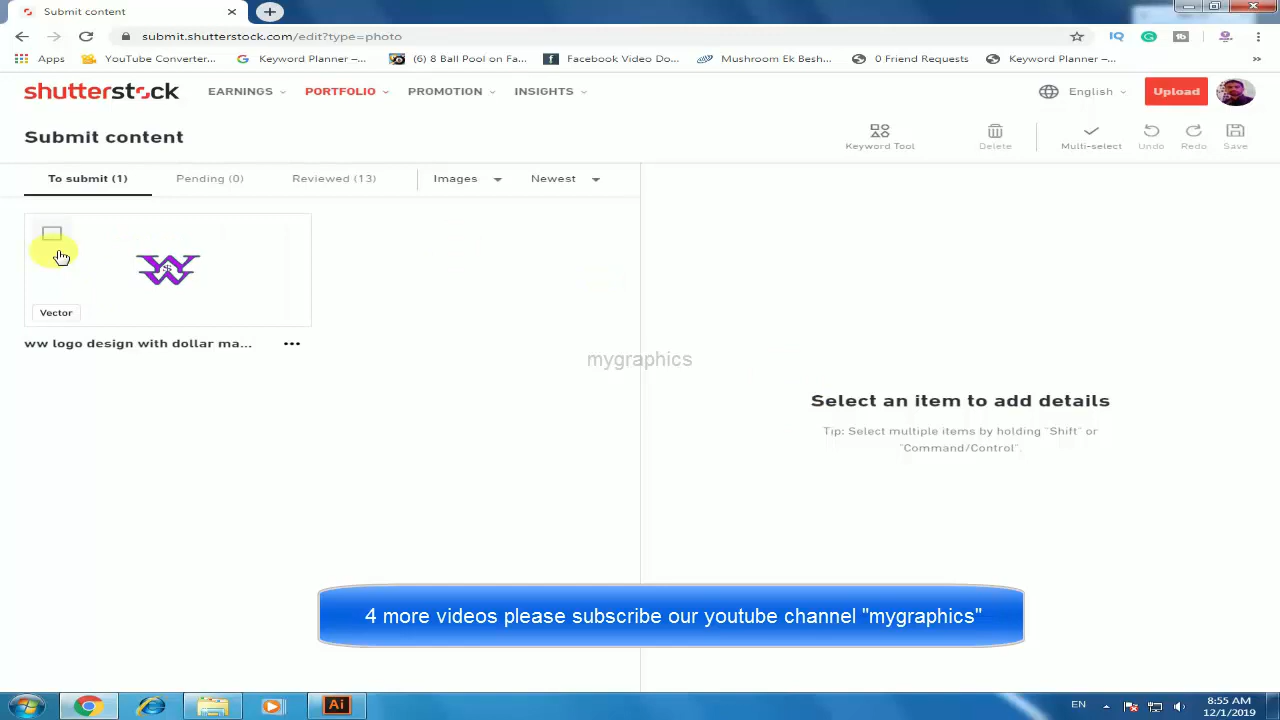 Submit content
submit.shutterstock.com/edit?type=photo
Apps
YouTube Converter...
Keyword Planner –...
(6) 8 Ball Pool on Fa...
Facebook Video Do...
Mushroom Ek Besh...
0 Friend Requests
Keyword Planner –...
»
shutterstock
EARNINGS
PORTFOLIO
PROMOTION
INSIGHTS
English
Upload
Submit content
Keyword Tool
Delete
Multi-select
Undo
Redo
Save
To submit (1)
Pending (0)
Reviewed (13)
Images
Newest
W
W
$
Vector
ww logo design with dollar ma...
mygraphics
Select an item to add details
Tip: Select multiple items by holding "Shift" or
"Command/Control".
4 more videos please subscribe our youtube channel "mygraphics"
Ai
EN
8:55 AM
12/1/2019